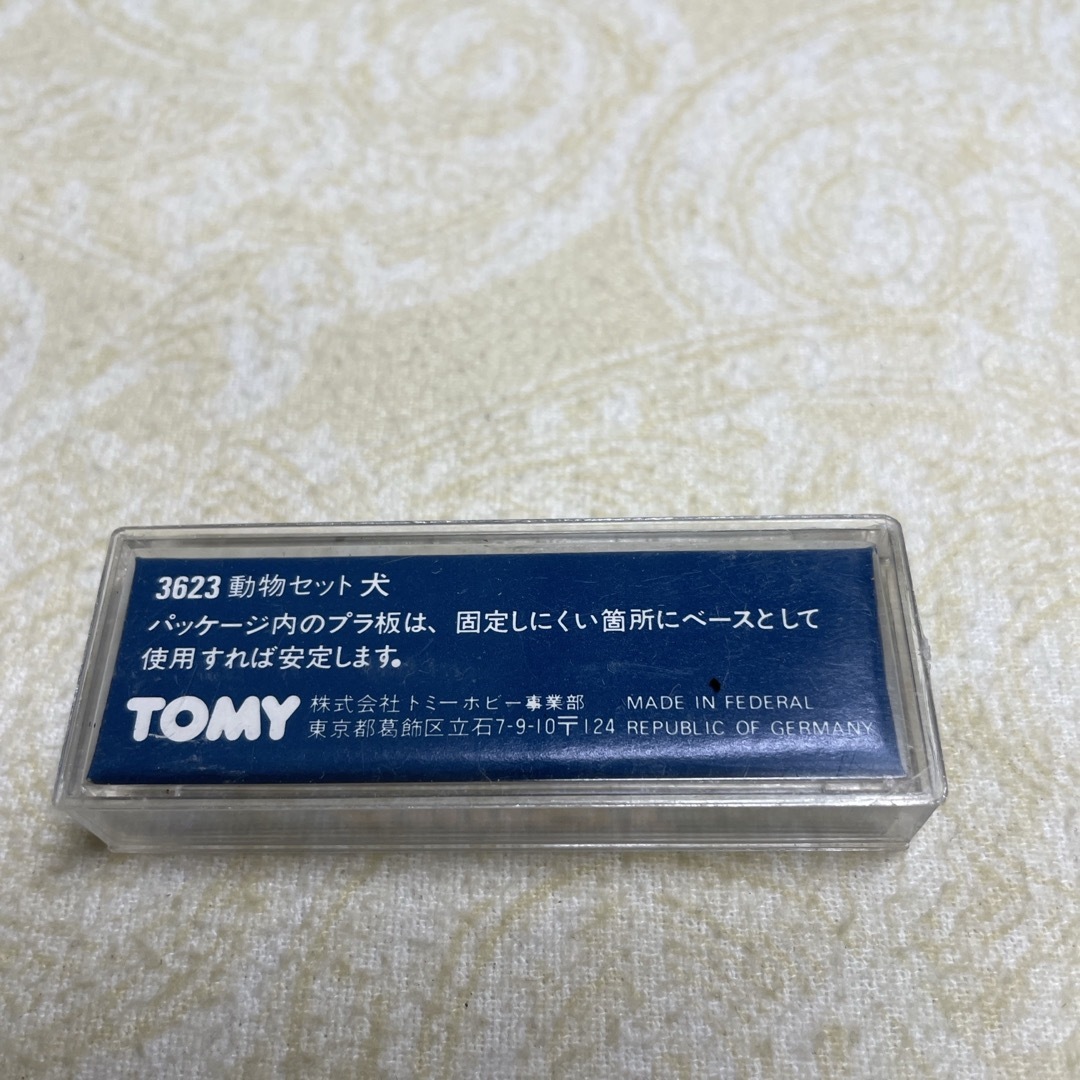 3623 動物セット 犬
パッケージ内のプラ板は、固定しにくい箇所にベースとして
使用すれば安定します。
TOMY 株式会社トミーホビー事業部 MADE IN FEDERAL
東京都葛飾区立石7-9-10〒124 REPUBLIC OF GERMANY